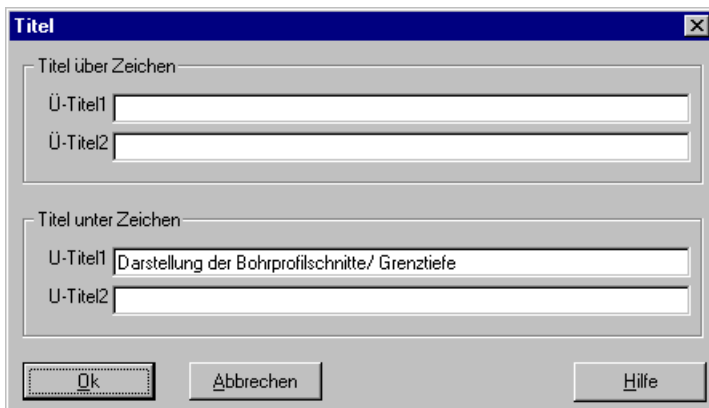 Titel
Titel über Zeichen
Ü-Titel1
Ü-Titel2
Titel unter Zeichen
U-Titel1 Darstellung der Bohrprofilschnitte/ Grenztiefe
U-Titel2
Ok Abbrechen Hilfe